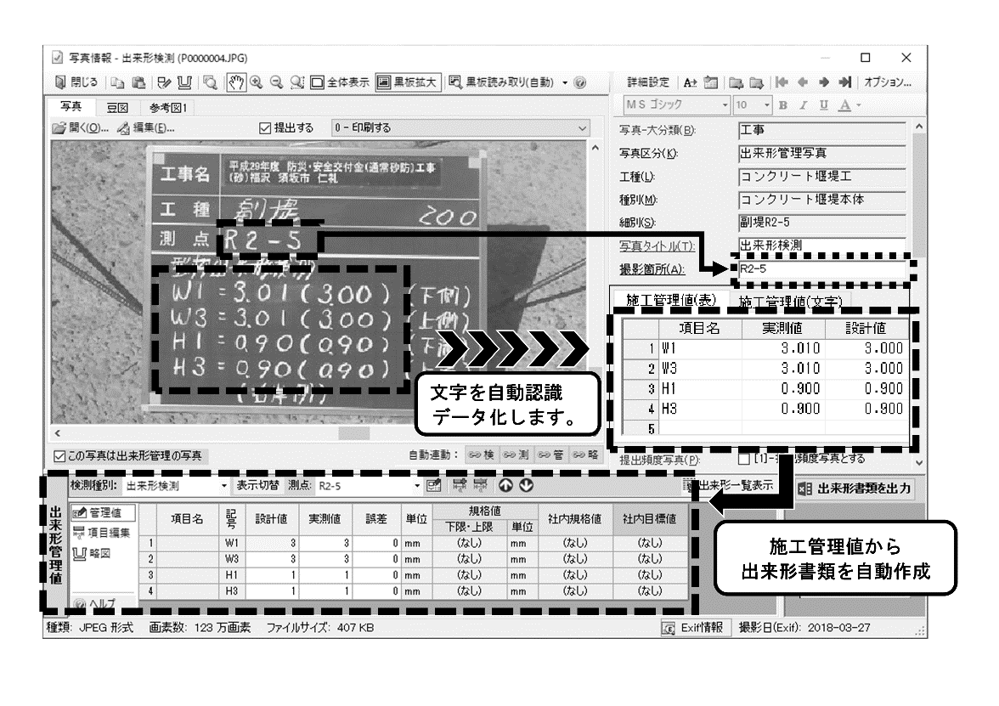 写真情報 - 出来形検測 (P0000004.JPG)
閉じる 全体表示 黒板拡大 黒板読み取り(自動) 詳細設定 オプション...
写真 豆図 参考図1
MS ゴシック 10 B I U A
開く(O)... 編集(E)... 提出する 0 - 印刷する
工事名 平成29年度 防災・安全交付金(通常砂防)工事
(砂)福沢 須坂市 仁礼
工種 副堤 200
測点 R2-5
W1 = 3.01 (3.00) (下側)
W3 = 3.01 (3.00) (上側)
H1 = 0.90 (0.90)
H3 = 0.90 (0.90)
写真-大分類(B): 工事
写真区分(K): 出来形管理写真
工種(L): コンクリート堰堤工
種別(M): コンクリート堰堤本体
細別(S): 副堤R2-5
写真タイトル(T): 出来形検測
撮影箇所(A): R2-5
施工管理値(表) 施工管理値(文字)
項目名 実測値 設計値
1 W1 3.010 3.000
2 W3 3.010 3.000
3 H1 0.900 0.900
4 H3 0.900 0.900
5
文字を自動認識
データ化します。
この写真は出来形管理の写真 自動連動: 検 測 管 略
提出頻度写真(P):
検測種別: 出来形検測 表示切替 測点: R2-5 出来形一覧表示 出来形書類を出力
出来形管理値
管理値
項目編集
略図
ヘルプ
項目名 記号 設計値 実測値 誤差 単位 規格値 社内規格値 社内目標値
下限・上限 単位
1 W1 3 3 0 mm (なし) mm (なし) (なし)
2 W3 3 3 0 mm (なし) mm (なし) (なし)
3 H1 1 1 0 mm (なし) mm (なし) (なし)
4 H3 1 1 0 mm (なし) mm (なし) (なし)
施工管理値から
出来形書類を自動作成
種類: JPEG 形式 画素数: 123 万画素 ファイルサイズ: 407 KB Exif情報 撮影日(Exif): 2018-03-27